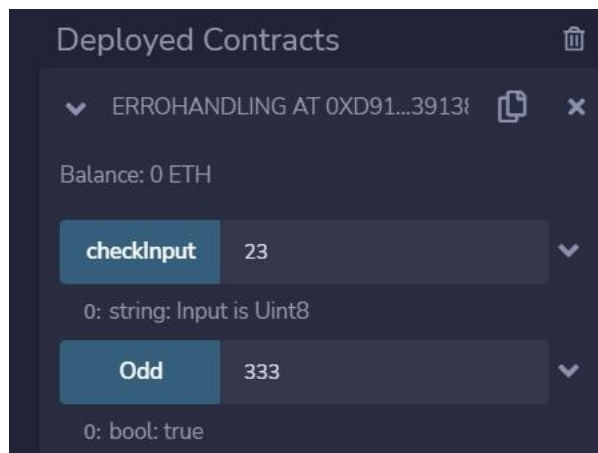 Deployed Contracts
ERROHANDLING AT 0XD91...39138
Balance: 0 ETH
checkInput 23
0: string: Input is Uint8
Odd 333
0: bool: true